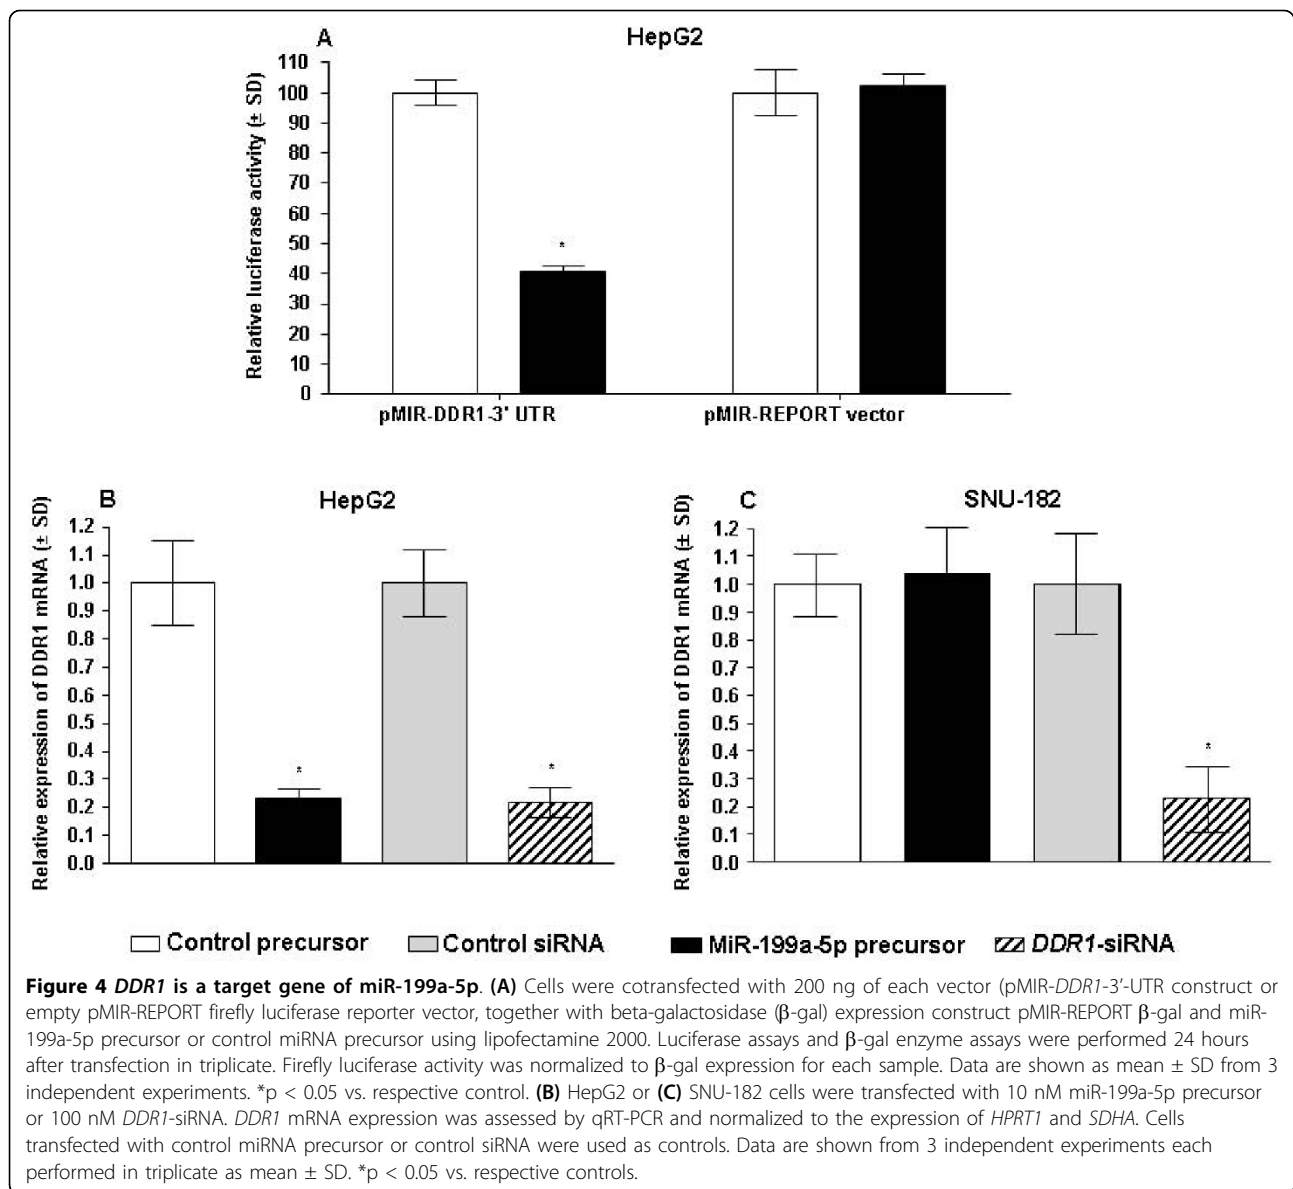 A
HepG2
Relative luciferase activity (± SD)
110
100
90
80
70
60
50
40
30
20
10
0
*
pMIR-DDR1-3' UTR
pMIR-REPORT vector
B
HepG2
Relative expression of DDR1 mRNA (± SD)
1.2
1.1
1.0
0.9
0.8
0.7
0.6
0.5
0.4
0.3
0.2
0.1
0.0
*
*
C
SNU-182
Relative expression of DDR1 mRNA (± SD)
1.2
1.1
1.0
0.9
0.8
0.7
0.6
0.5
0.4
0.3
0.2
0.1
0.0
*
Control precursor
Control siRNA
MiR-199a-5p precursor
DDR1-siRNA
Figure 4 DDR1 is a target gene of miR-199a-5p. (A) Cells were cotransfected with 200 ng of each vector (pMIR-DDR1-3'-UTR construct or
empty pMIR-REPORT firefly luciferase reporter vector, together with beta-galactosidase (β-gal) expression construct pMIR-REPORT β-gal and miR-
199a-5p precursor or control miRNA precursor using lipofectamine 2000. Luciferase assays and β-gal enzyme assays were performed 24 hours
after transfection in triplicate. Firefly luciferase activity was normalized to β-gal expression for each sample. Data are shown as mean ± SD from 3
independent experiments. *p < 0.05 vs. respective control. (B) HepG2 or (C) SNU-182 cells were transfected with 10 nM miR-199a-5p precursor
or 100 nM DDR1-siRNA. DDR1 mRNA expression was assessed by qRT-PCR and normalized to the expression of HPRT1 and SDHA. Cells
transfected with control miRNA precursor or control siRNA were used as controls. Data are shown from 3 independent experiments each
performed in triplicate as mean ± SD. *p < 0.05 vs. respective controls.